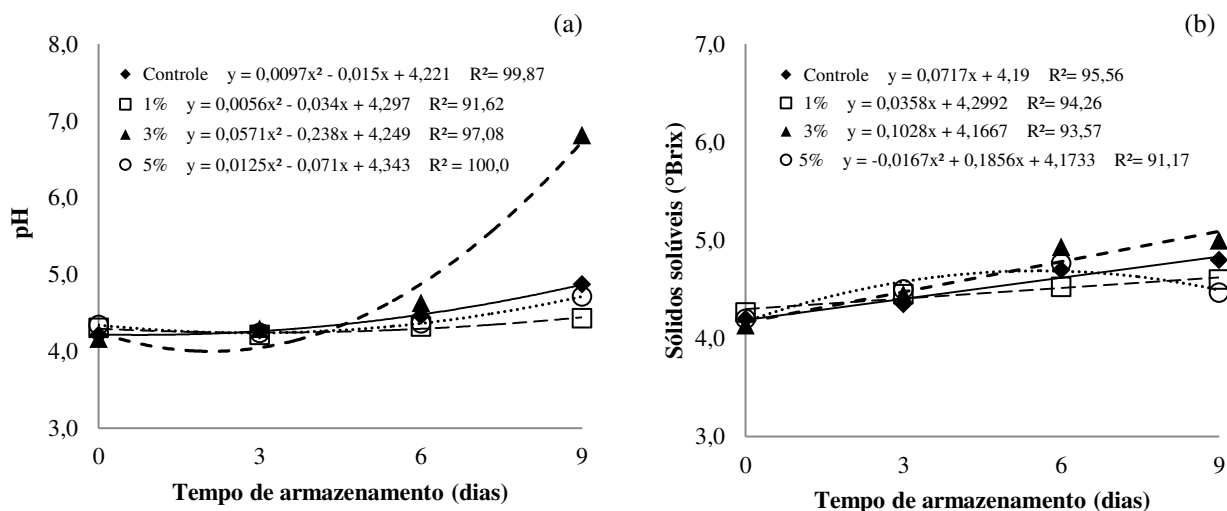 (a)
8,0
7,0
6,0
5,0
4,0
3,0
pH
Controle y = 0,0097x² - 0,015x + 4,221 R²= 99,87
1% y = 0,0056x² - 0,034x + 4,297 R²= 91,62
3% y = 0,0571x² - 0,238x + 4,249 R²= 97,08
5% y = 0,0125x² - 0,071x + 4,343 R² = 100,0
0 3 6 9
Tempo de armazenamento (dias)
(b)
7,0
6,0
5,0
4,0
3,0
Sólidos solúveis (°Brix)
Controle y = 0,0717x + 4,19 R²= 95,56
1% y = 0,0358x + 4,2992 R²= 94,26
3% y = 0,1028x + 4,1667 R²= 93,57
5% y = -0,0167x² + 0,1856x + 4,1733 R²= 91,17
0 3 6 9
Tempo de armazenamento (dias)